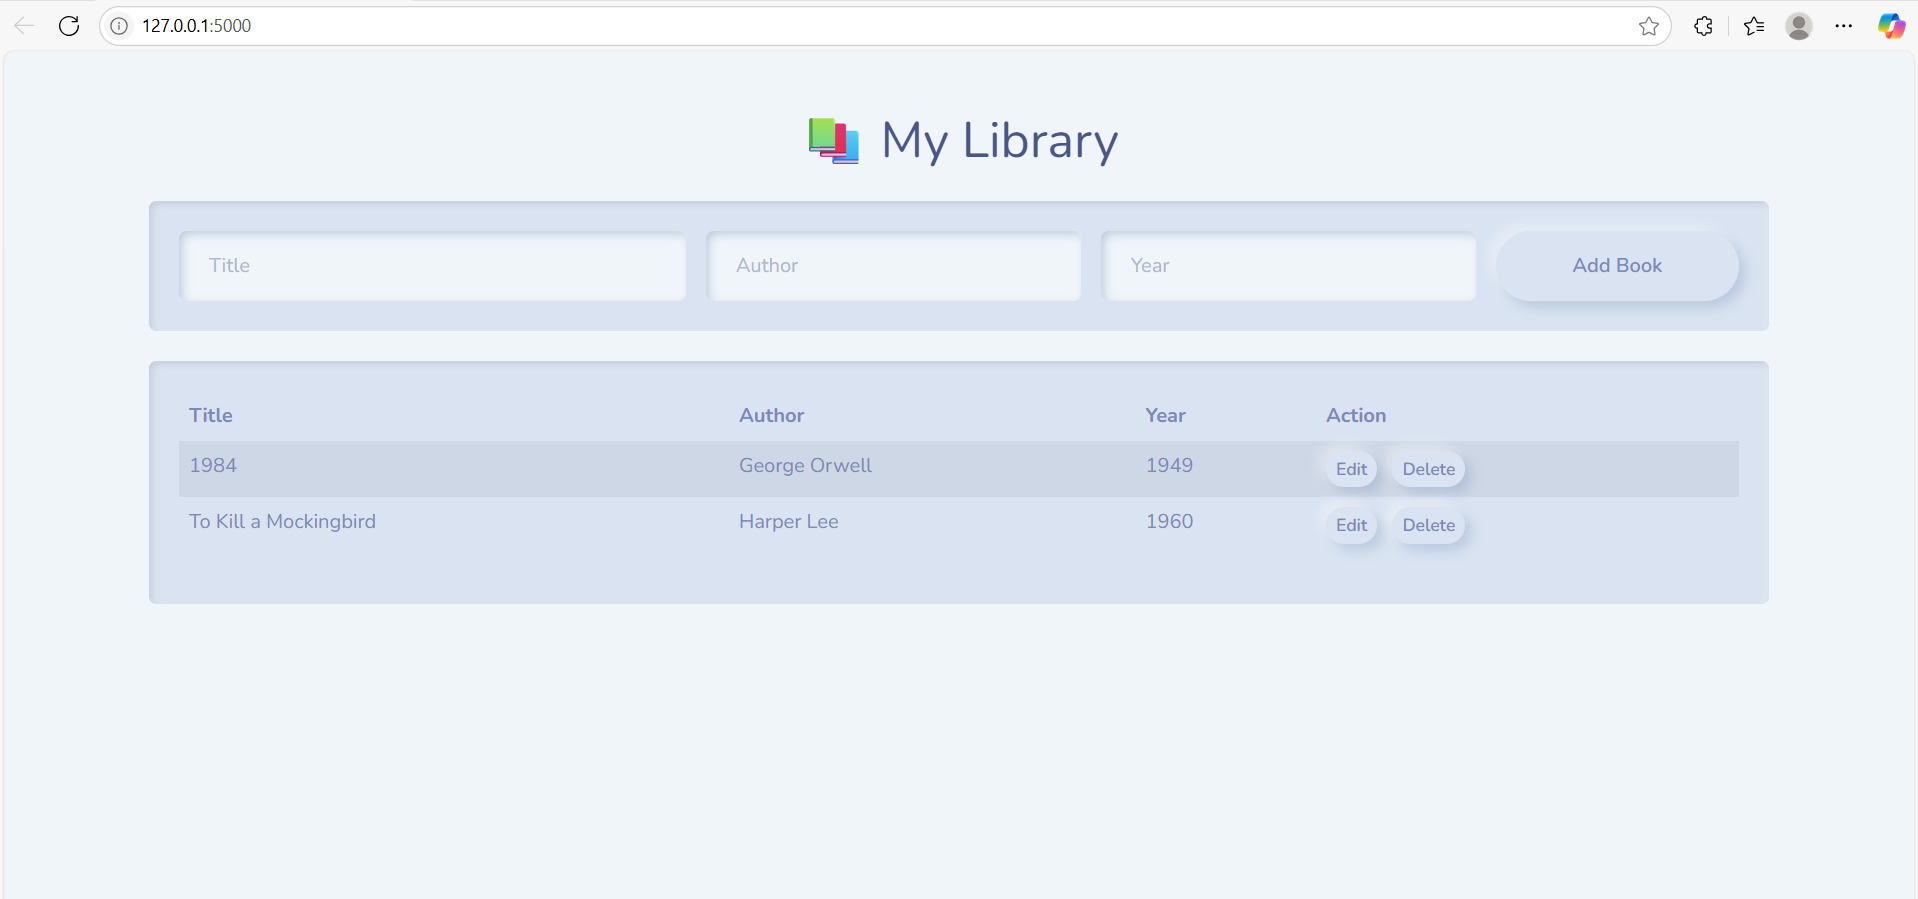 127.0.0.1:5000
My Library
Title Author Year Add Book
Title Author Year Action
1984 George Orwell 1949 Edit Delete
To Kill a Mockingbird Harper Lee 1960 Edit Delete